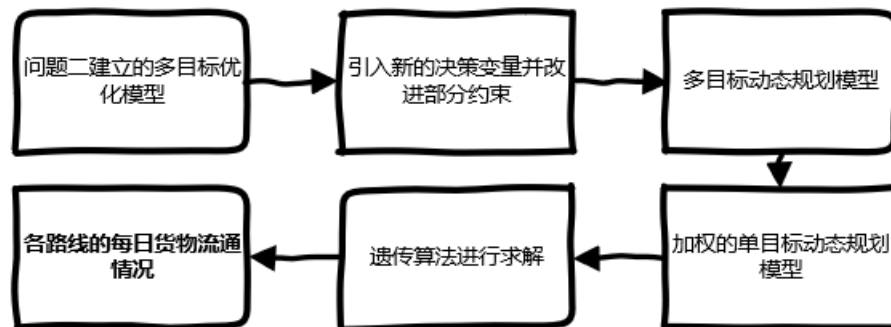 问题二建立的多目标优
化模型
引入新的决策变量并改
进部分约束
多目标动态规划模型
加权的单目标动态规划
模型
遗传算法进行求解
各路线的每日货物流通
情况